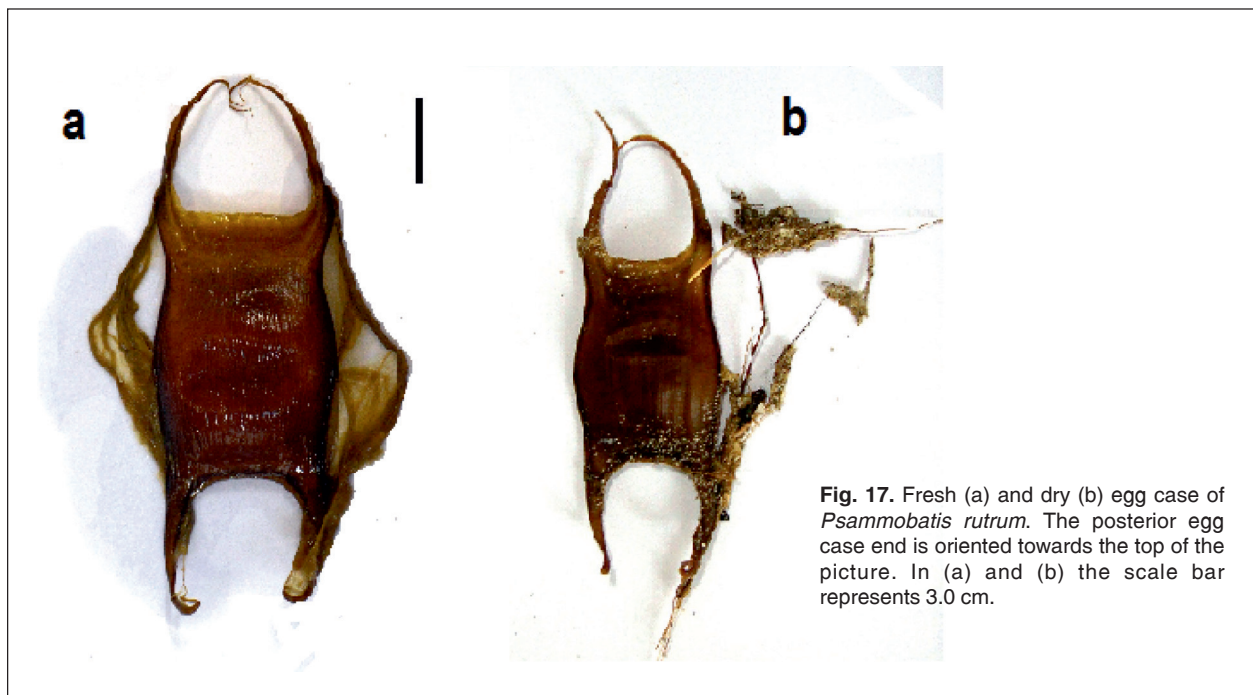 a
b
Fig. 17. Fresh (a) and dry (b) egg case of
Psammobatis rutrum. The posterior egg
case end is oriented towards the top of the
picture. In (a) and (b) the scale bar
represents 3.0 cm.